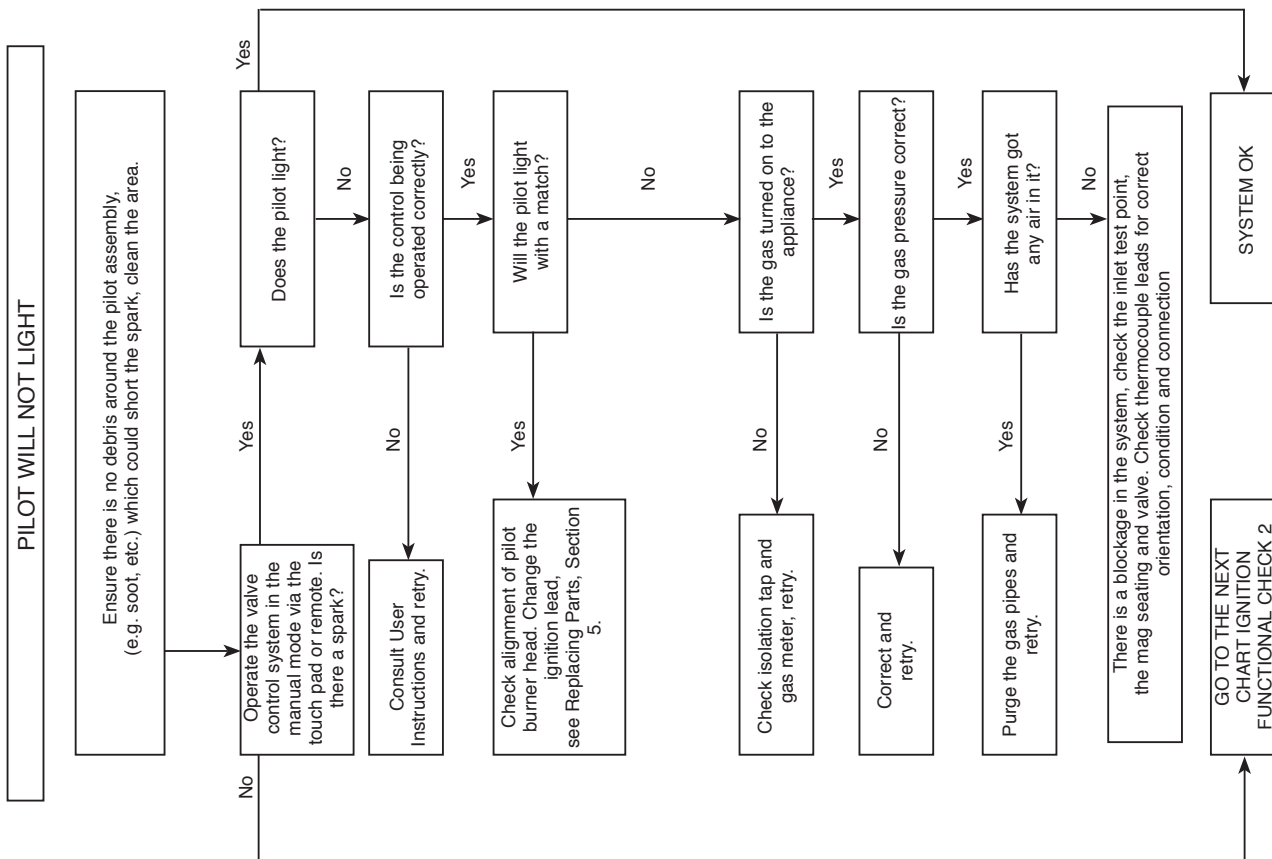 PILOT WILL NOT LIGHT
Ensure there is no debris around the pilot assembly,
(e.g. soot, etc.) which could short the spark, clean the area.
Operate the valve
control system in the
manual mode via the
touch pad or remote. Is
there a spark?
No
Yes
Does the pilot light?
Yes
No
Is the control being
operated correctly?
No
Consult User
Instructions and retry.
Yes
Will the pilot light
with a match?
Yes
Check alignment of pilot
burner head. Change the
ignition lead,
see Replacing Parts, Section
5.
No
Is the gas turned on to the
appliance?
No
Check isolation tap and
gas meter, retry.
Yes
Is the gas pressure correct?
No
Correct and
retry.
Yes
Has the system got
any air in it?
Yes
Purge the gas pipes and
retry.
No
There is a blockage in the system, check the inlet test point,
the mag seating and valve. Check thermocouple leads for correct
orientation, condition and connection
GO TO THE NEXT
CHART IGNITION
FUNCTIONAL CHECK 2
SYSTEM OK